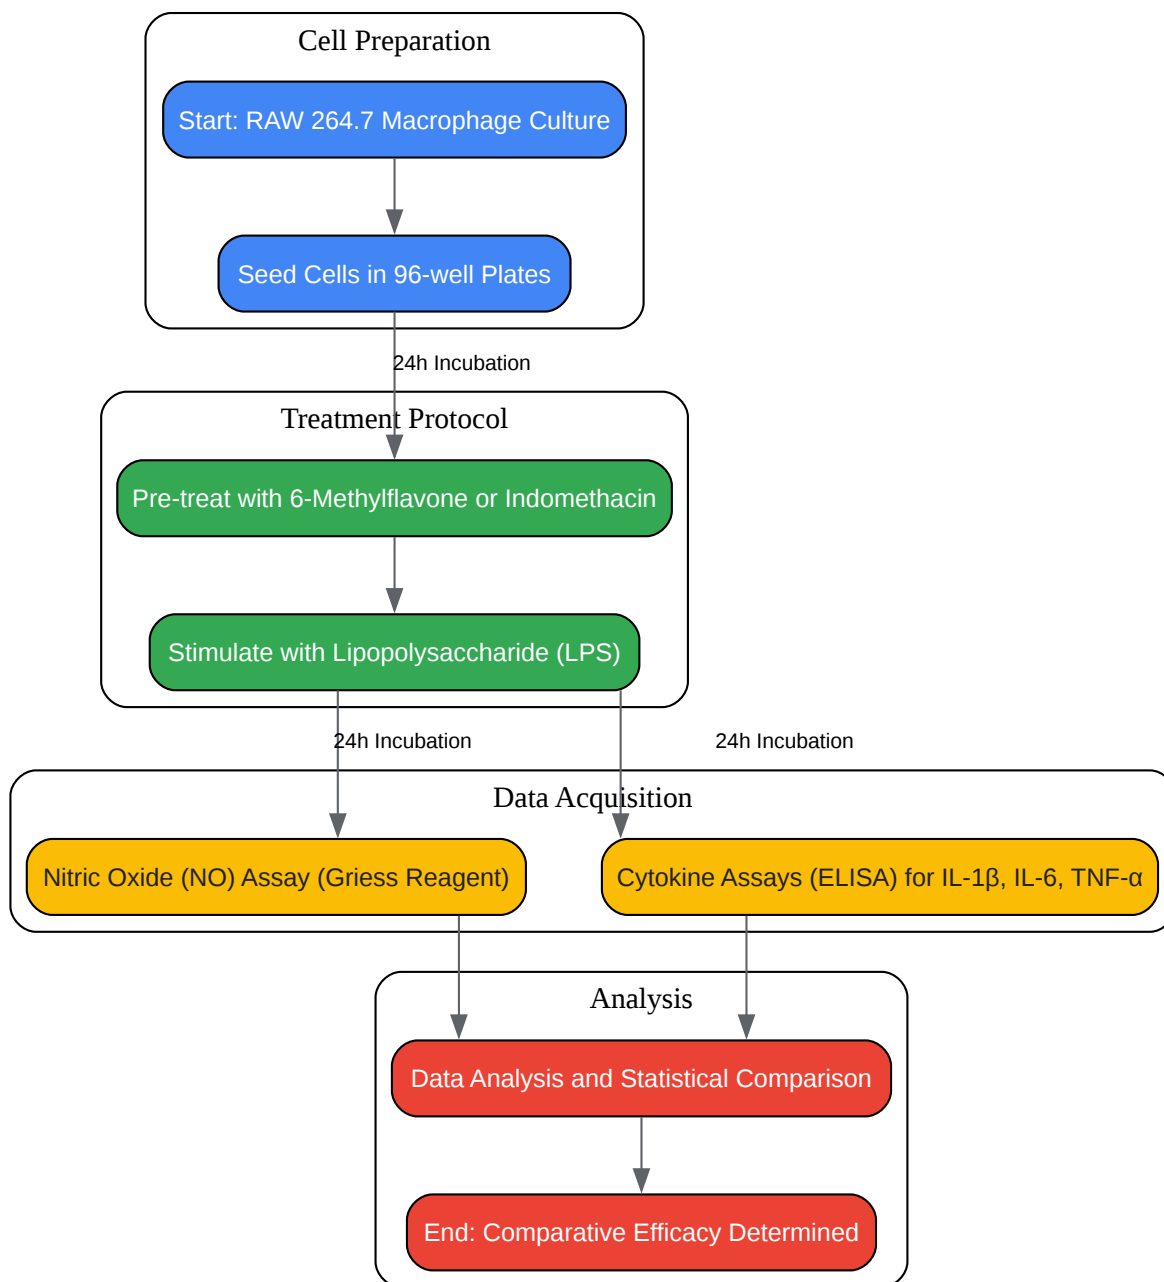 Cell Preparation
Start: RAW 264.7 Macrophage Culture
Seed Cells in 96-well Plates
24h Incubation
Treatment Protocol
Pre-treat with 6-Methylflavone or Indomethacin
Stimulate with Lipopolysaccharide (LPS)
24h Incubation
24h Incubation
Data Acquisition
Nitric Oxide (NO) Assay (Griess Reagent)
Cytokine Assays (ELISA) for IL-1β, IL-6, TNF-α
Analysis
Data Analysis and Statistical Comparison
End: Comparative Efficacy Determined